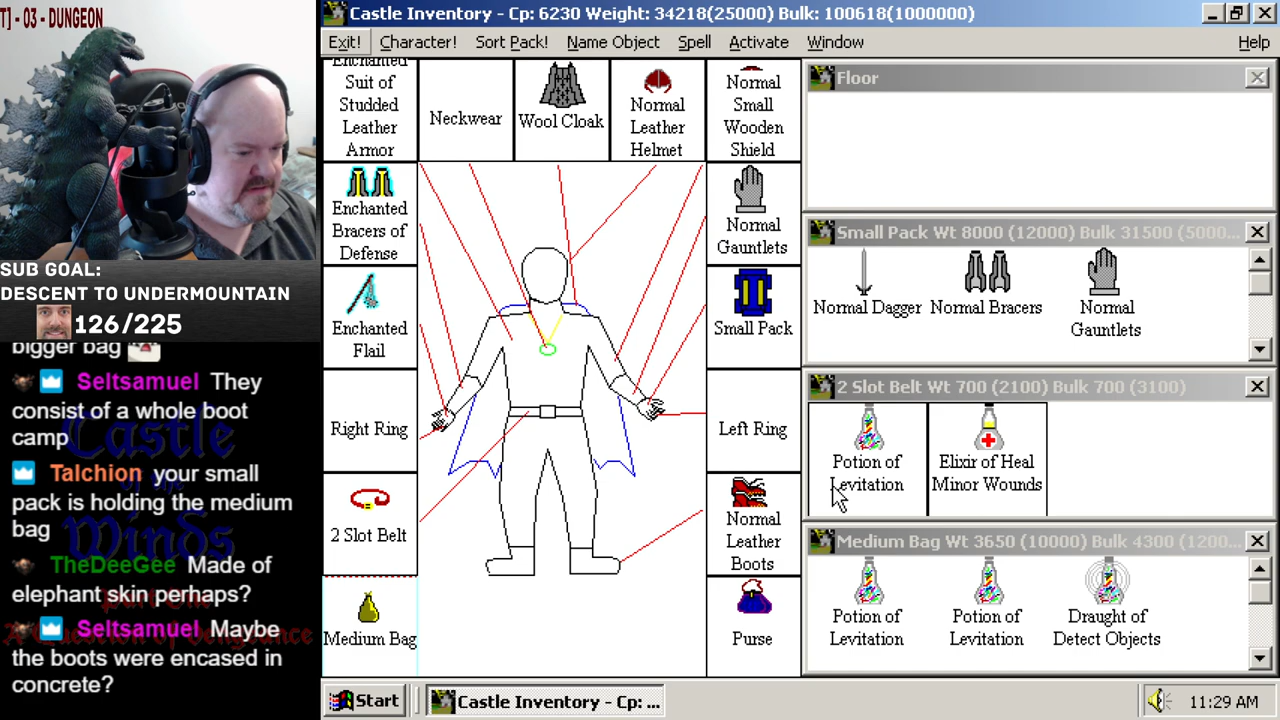 T] - 03 - DUNGEON
SUB GOAL:
DESCENT TO UNDERMOUNTAIN
126/225
bigger bag
Seltsamuel They
consist of a whole boot
camp
Talchion your small
pack is holding the medium
bag
TheDeeGee Made of
elephant skin perhaps?
Seltsamuel Maybe
the boots were encased in
concrete?
Castle Inventory - Cp: 6230 Weight: 34218(25000) Bulk: 100618(1000000)
Exit! Character! Sort Pack! Name Object Spell Activate Window Help
Enchanted
Suit of
Studded
Leather
Armor
Neckwear
Wool Cloak
Normal
Leather
Helmet
Normal
Small
Wooden
Shield
Enchanted
Bracers of
Defense
Normal
Gauntlets
Enchanted
Flail
Small Pack
Right Ring
Left Ring
2 Slot Belt
Normal
Leather
Boots
Medium Bag
Purse
Floor
Small Pack Wt 8000 (12000) Bulk 31500 (5000...
Normal Dagger
Normal Bracers
Normal
Gauntlets
2 Slot Belt Wt 700 (2100) Bulk 700 (3100)
Potion of
Levitation
Elixir of Heal
Minor Wounds
Medium Bag Wt 3650 (10000) Bulk 4300 (1200...
Potion of
Levitation
Potion of
Levitation
Draught of
Detect Objects
Start
Castle Inventory - Cp: ...
11:29 AM